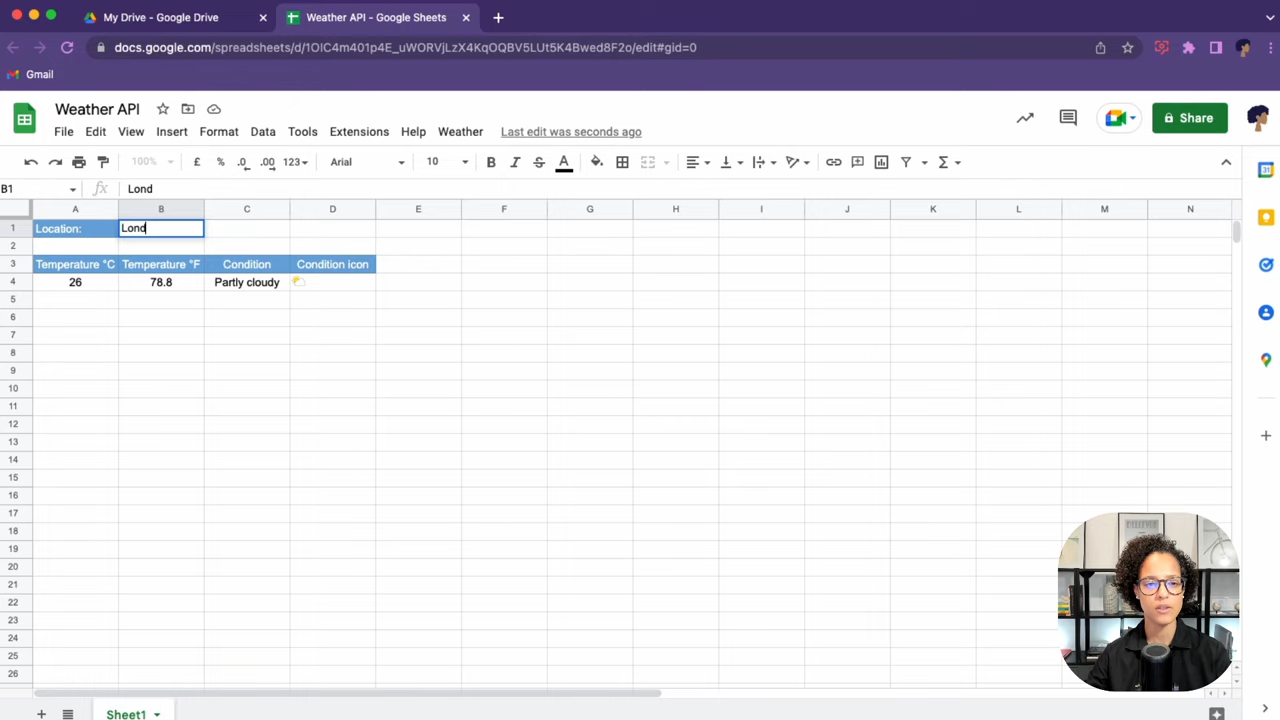 My Drive - Google Drive
Weather API - Google Sheets
docs.google.com/spreadsheets/d/1OIC4m401p4E_uWORVjLzX4KqOQBV5LUt5K4Bwed8F2o/edit#gid=0
Gmail
Weather API
File Edit View Insert Format Data Tools Extensions Help Weather Last edit was seconds ago
Share
100% £ % .0 .00 123 Arial 10 B I S A
B1 fx Lond
A B C D E F G H I J K L M N
1 Location: Lond
2
3 Temperature °C Temperature °F Condition Condition icon
4 26 78.8 Partly cloudy
5
6
7
8
9
10
11
12
13
14
15
16
17
18
19
20
21
22
23
24
25
26
Sheet1